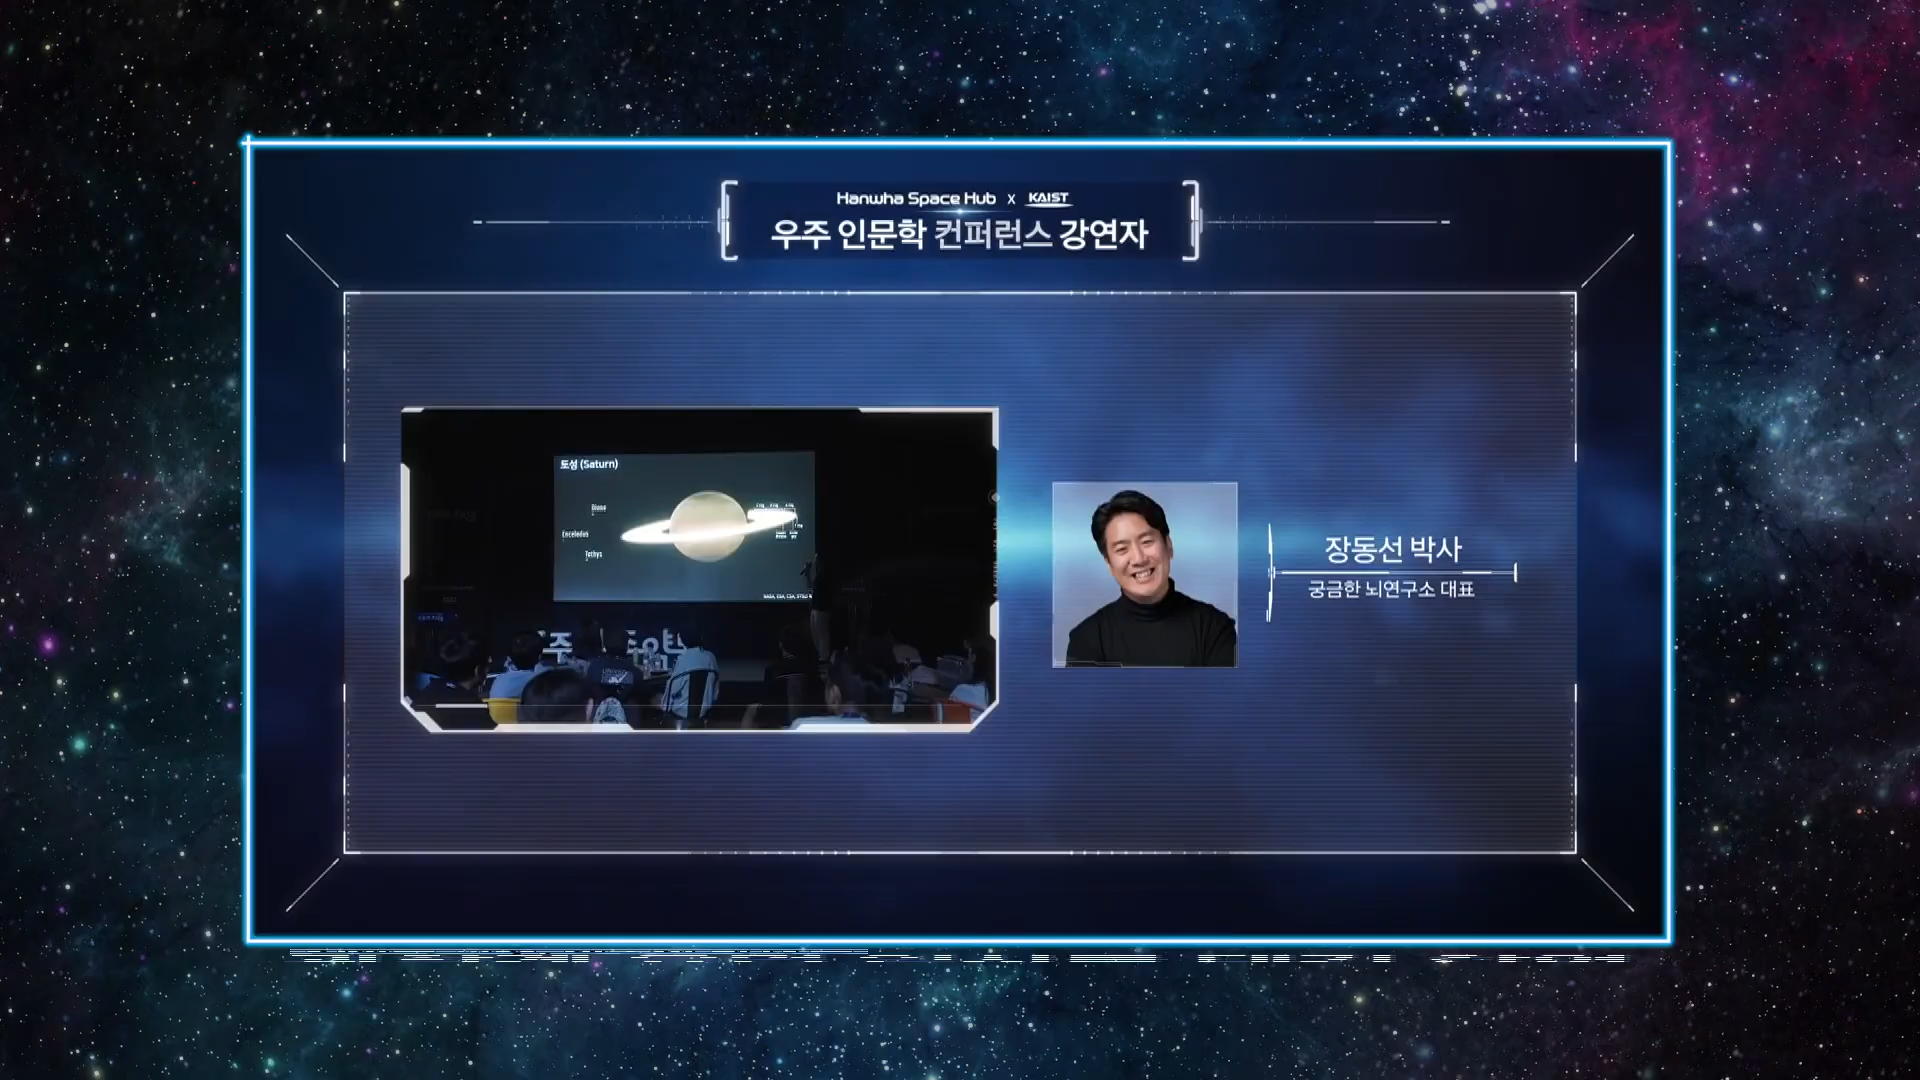 Hanwha Space Hub x KAIST
우주 인문학 컨퍼런스 강연자
토성 (Saturn)
Dione
Enceladus
Tethys
장동선 박사
궁금한 뇌연구소 대표